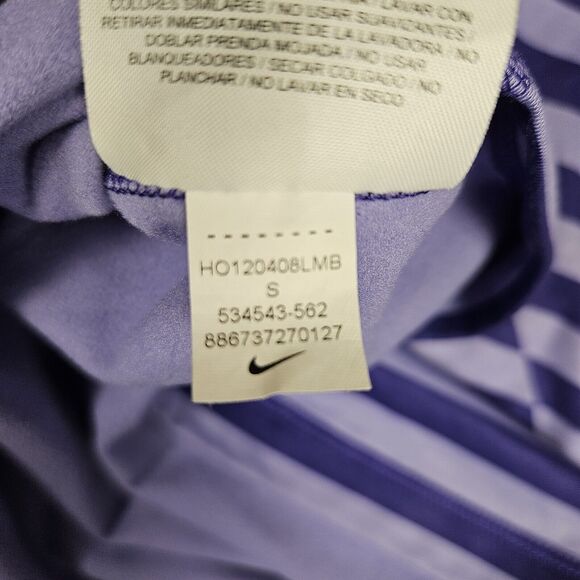 LAVAR CON
COLORES SIMILARES / NO USAR SUAVIZANTES /
RETIRAR INMEDIATAMENTE DE LA LAVADORA / NO
DOBLAR PRENDA MOJADA / NO USAR
BLANQUEADORES / SECAR COLGADO / NO
PLANCHAR / NO LAVAR EN SECO
HO120408LMB
S
534543-562
886737270127